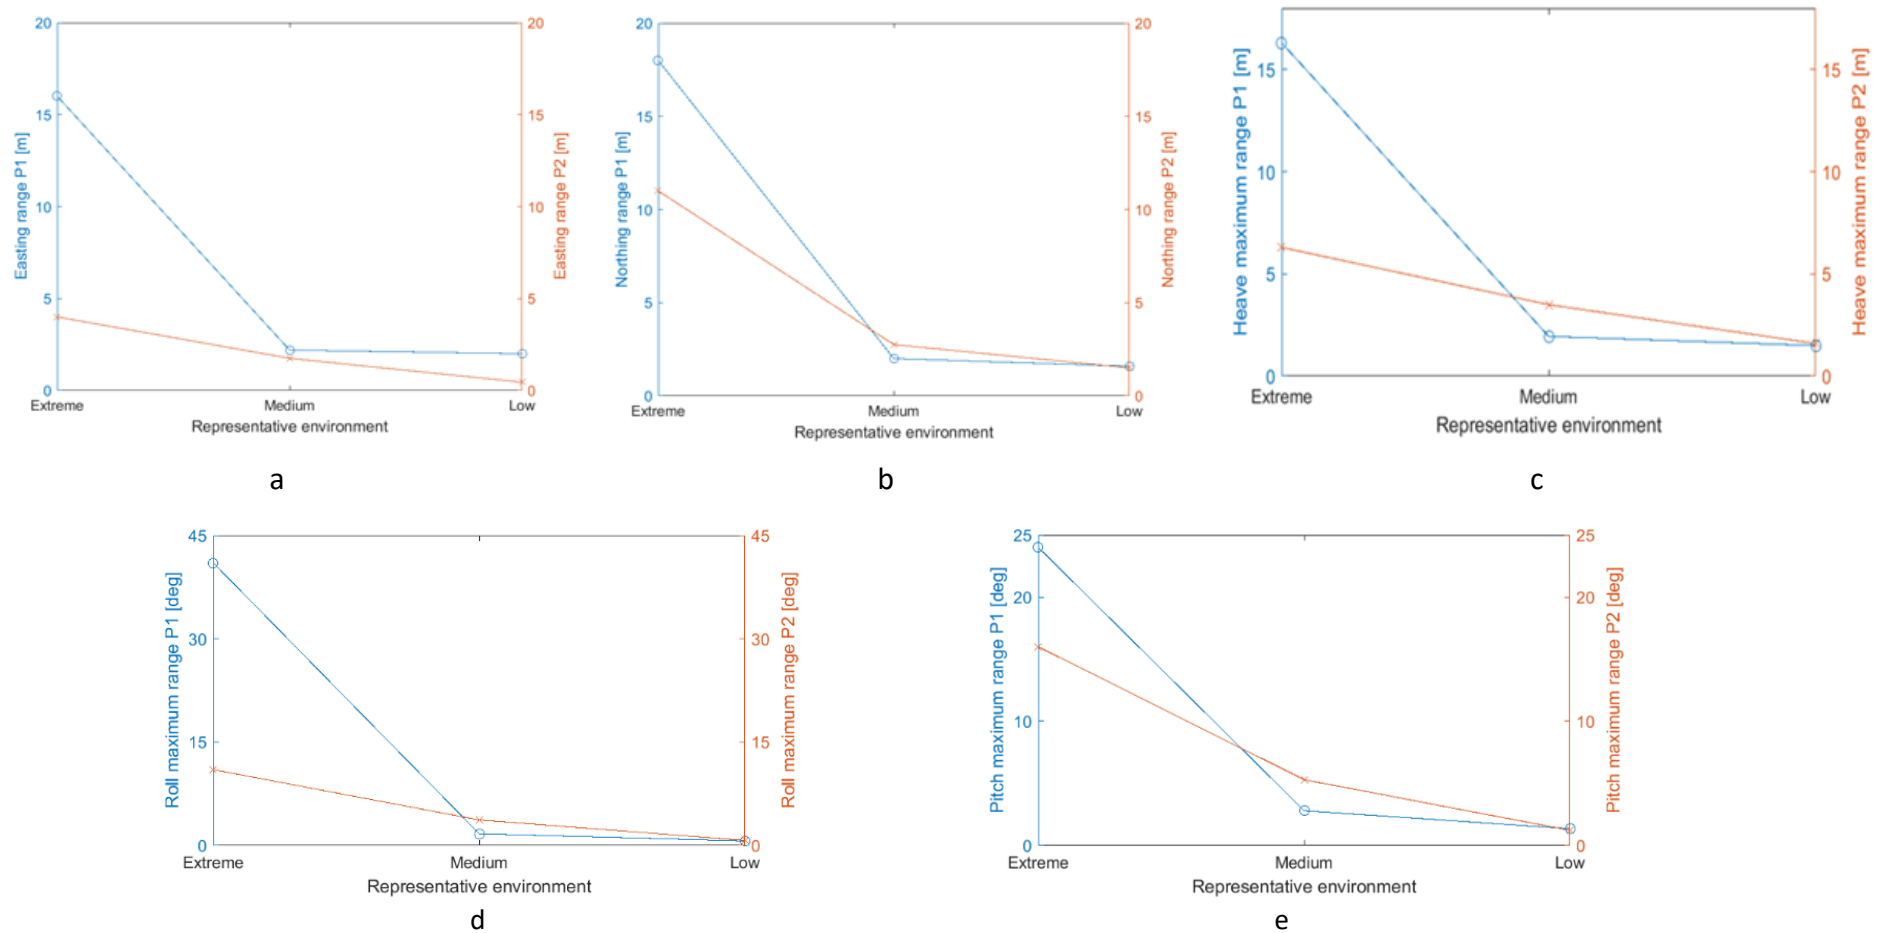 20
15
10
5
0
Easting range P1 [m]
Extreme
Medium
Low
Representative environment
20
15
10
5
0
Easting range P2 [m]
a
20
15
10
5
0
Northing range P1 [m]
Extreme
Medium
Low
Representative environment
20
15
10
5
0
Northing range P2 [m]
b
15
10
5
0
Heave maximum range P1 [m]
Extreme
Medium
Low
Representative environment
15
10
5
0
Heave maximum range P2 [m]
c
45
30
15
0
Roll maximum range P1 [deg]
Extreme
Medium
Low
Representative environment
45
30
15
0
Roll maximum range P2 [deg]
d
25
20
10
0
Pitch maximum range P1 [deg]
Extreme
Medium
Low
Representative environment
25
20
10
0
Pitch maximum range P2 [deg]
e